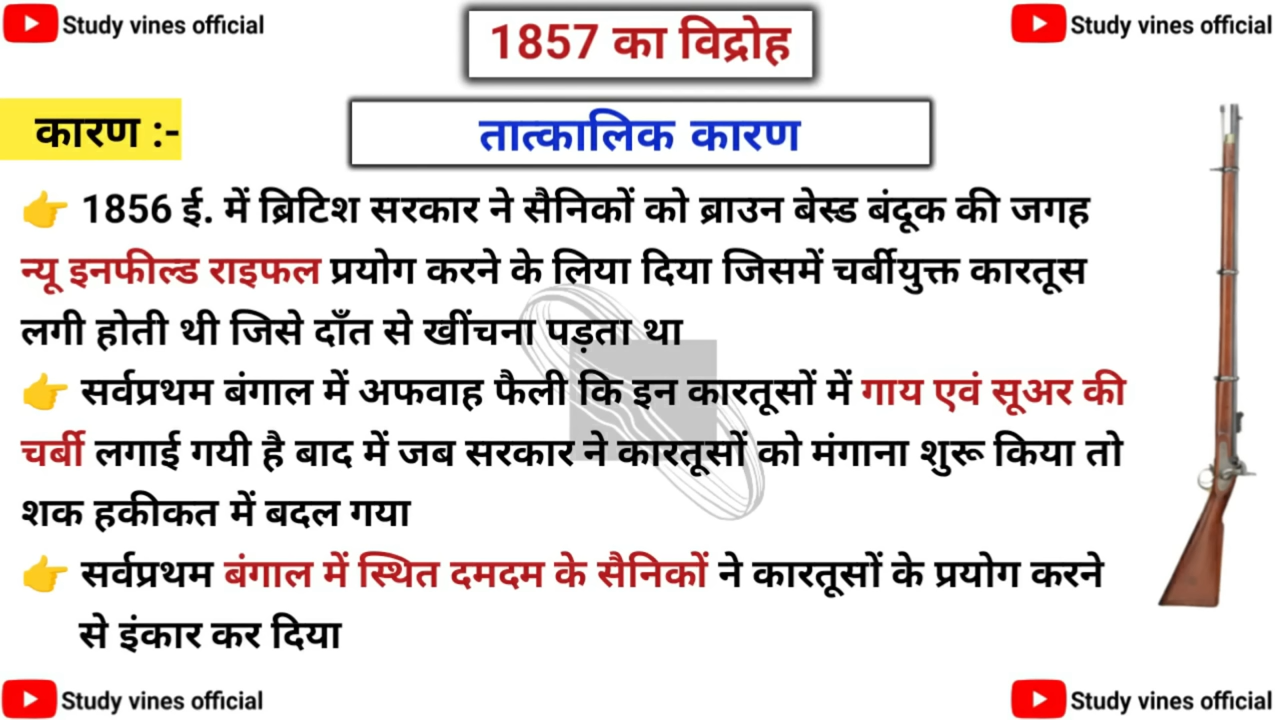 Study vines official
1857 का विद्रोह
Study vines official
कारण :-
तात्कालिक कारण
👉 1856 ई. में ब्रिटिश सरकार ने सैनिकों को ब्राउन बेस्ड बंदूक की जगह
न्यू इनफील्ड राइफल प्रयोग करने के लिया दिया जिसमें चर्बीयुक्त कारतूस
लगी होती थी जिसे दाँत से खींचना पड़ता था
👉 सर्वप्रथम बंगाल में अफवाह फैली कि इन कारतूसों में गाय एवं सूअर की
चर्बी लगाई गयी है बाद में जब सरकार ने कारतूसों को मंगाना शुरू किया तो
शक हकीकत में बदल गया
👉 सर्वप्रथम बंगाल में स्थित दमदम के सैनिकों ने कारतूसों के प्रयोग करने
से इंकार कर दिया
Study vines official
Study vines official